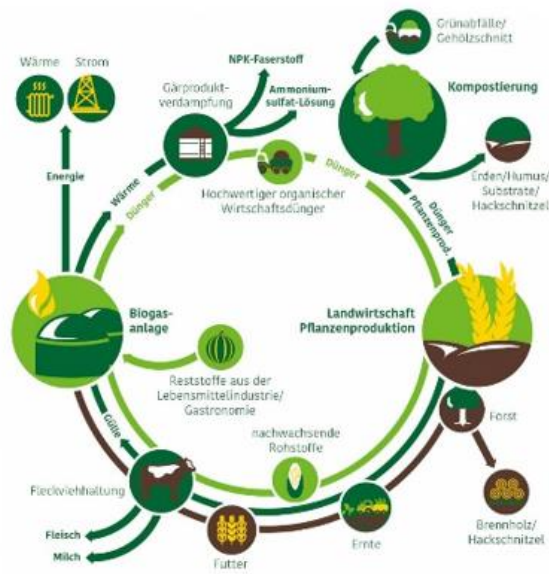 Grünabfälle/
Gehölzschnitt
Wärme
Strom
NPK-Faserstoff
Gärprodukt-
verdampfung
Ammonium-
sulfat-Lösung
Kompostierung
Energie
Wärme
Dünger
Dünger
Hochwertiger organischer
Wirtschaftsdünger
Erden/Humus/
Substrate/
Hackschnitzel
Dünger
Pflanzenprod.
Biogas-
anlage
Landwirtschaft
Pflanzenproduktion
Reststoffe aus der
Lebensmittelindustrie/
Gastronomie
Gülle
nachwachsende
Rohstoffe
Forst
Fleckviehhaltung
Fleisch
Milch
Futter
Ernte
Brennholz/
Hackschnitzel